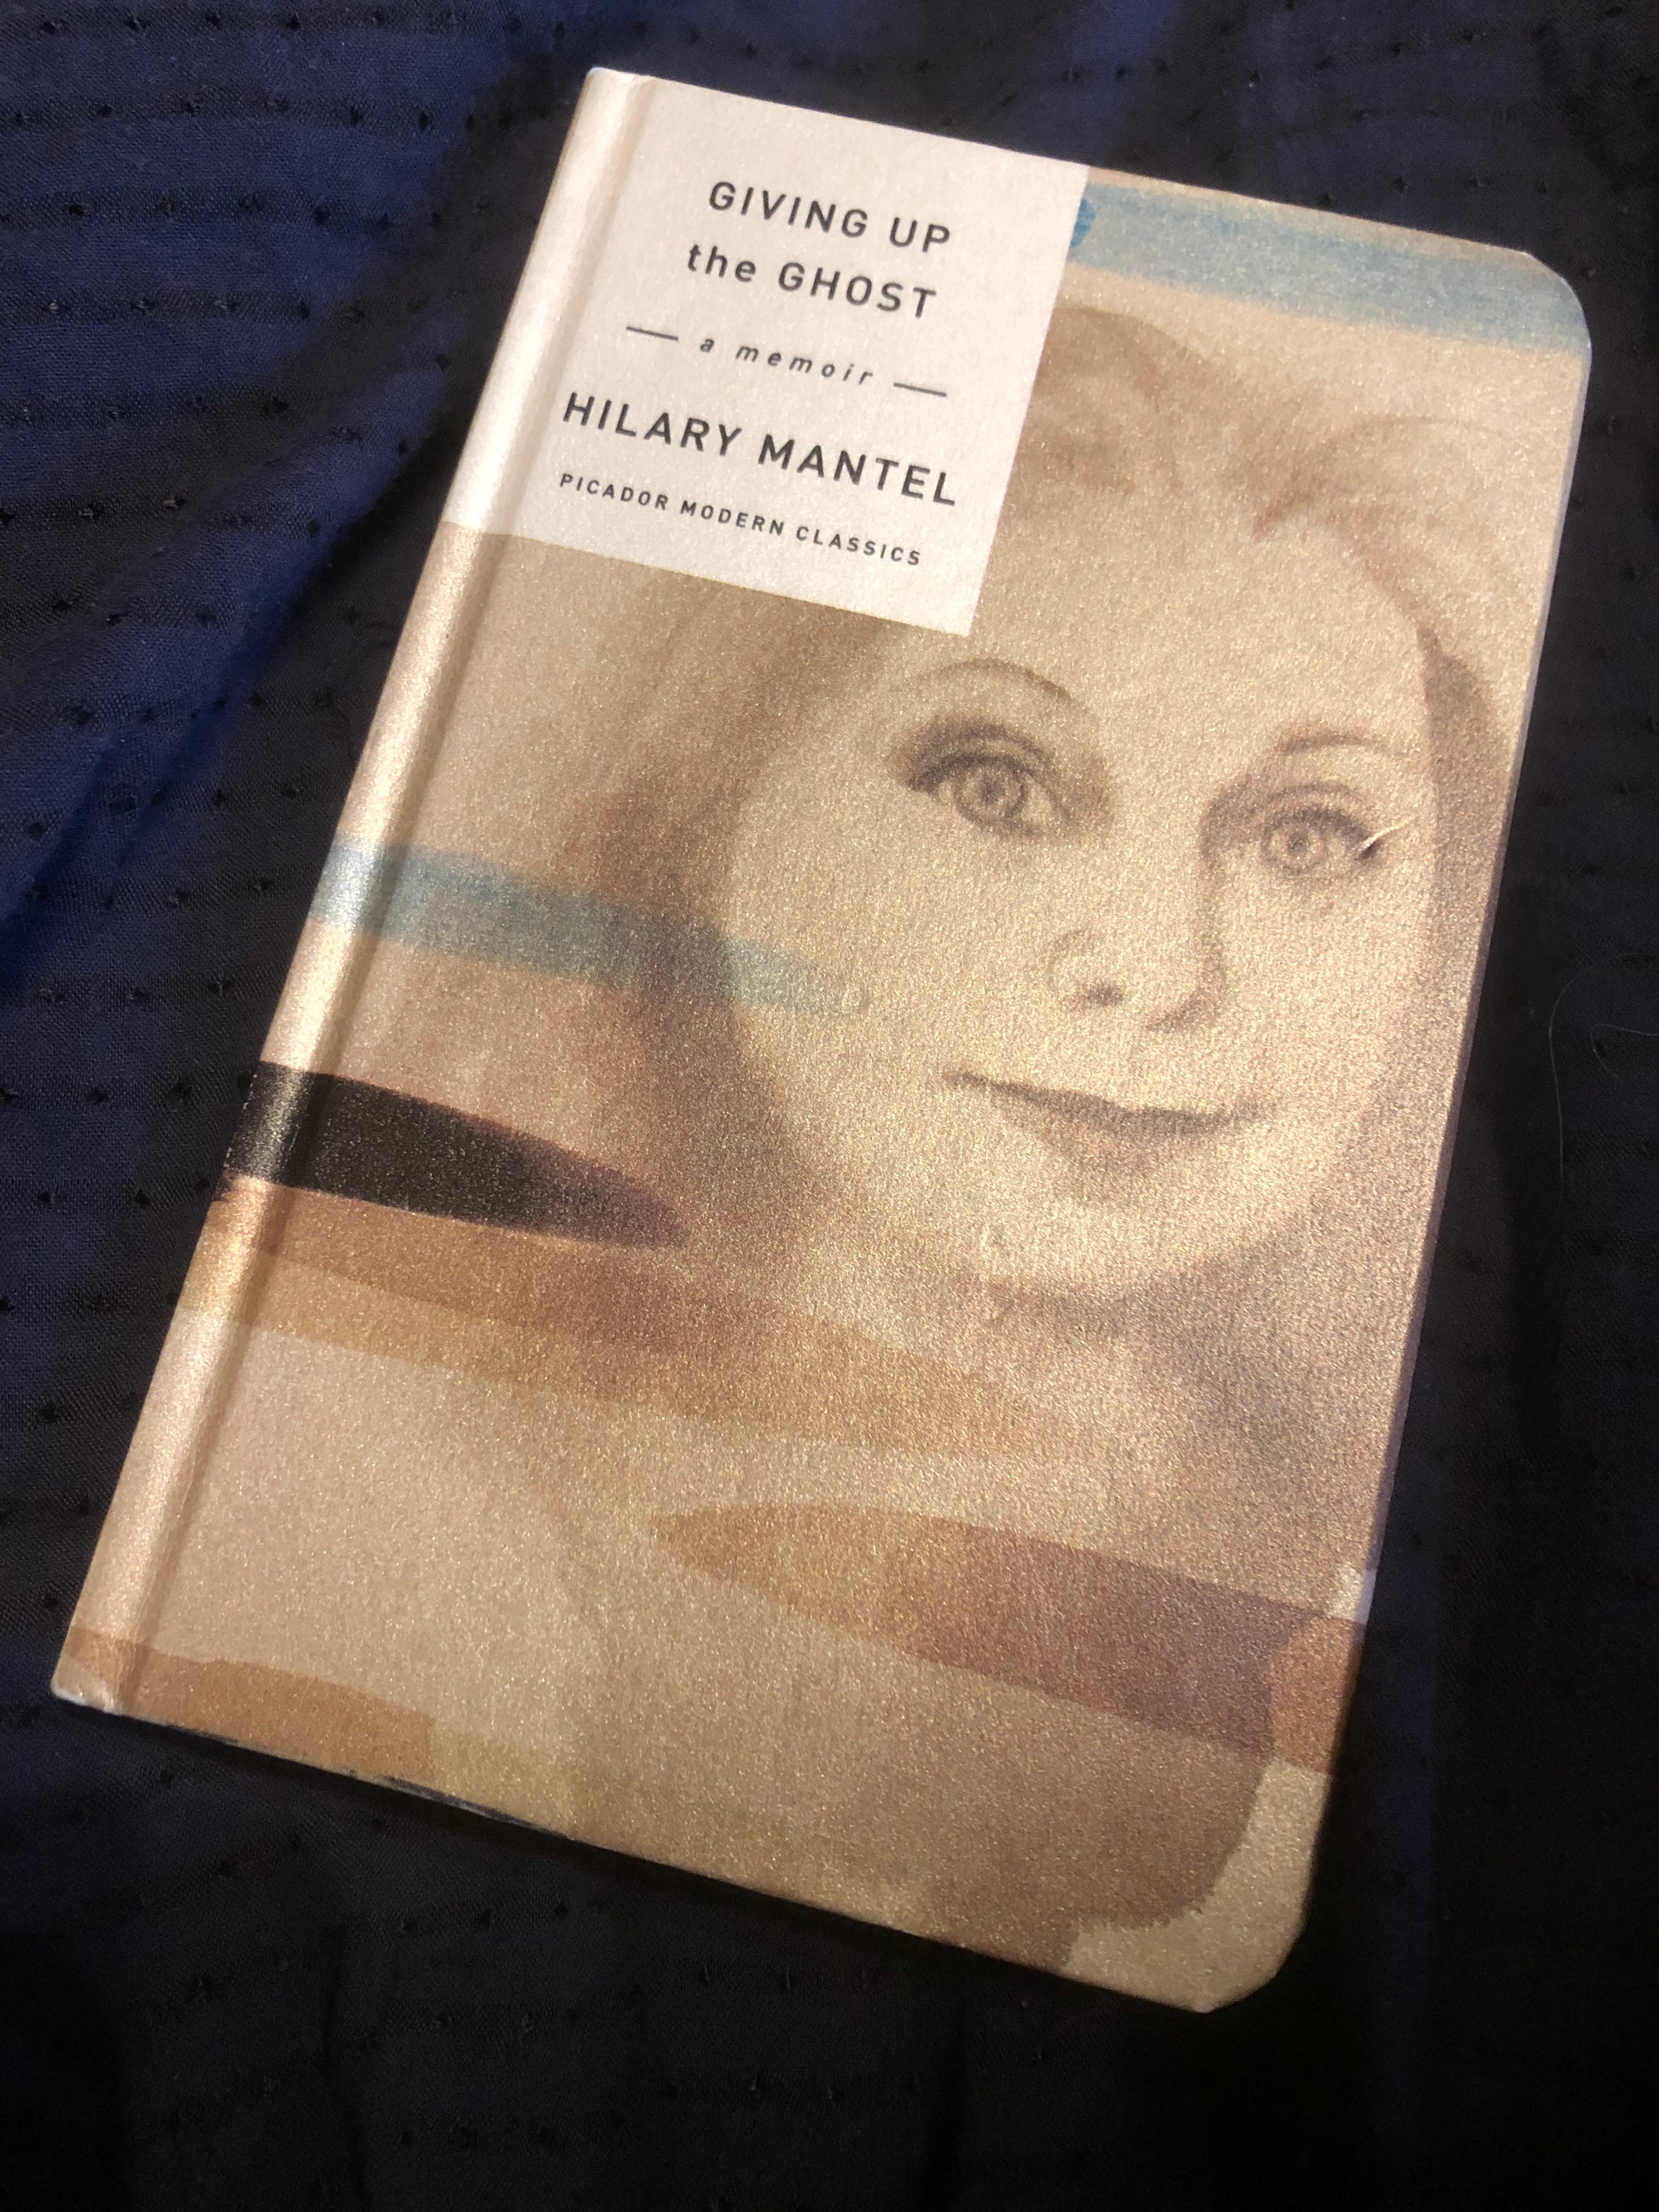 GIVING UP
the GHOST
— a memoir —
HILARY MANTEL
PICADOR MODERN CLASSICS